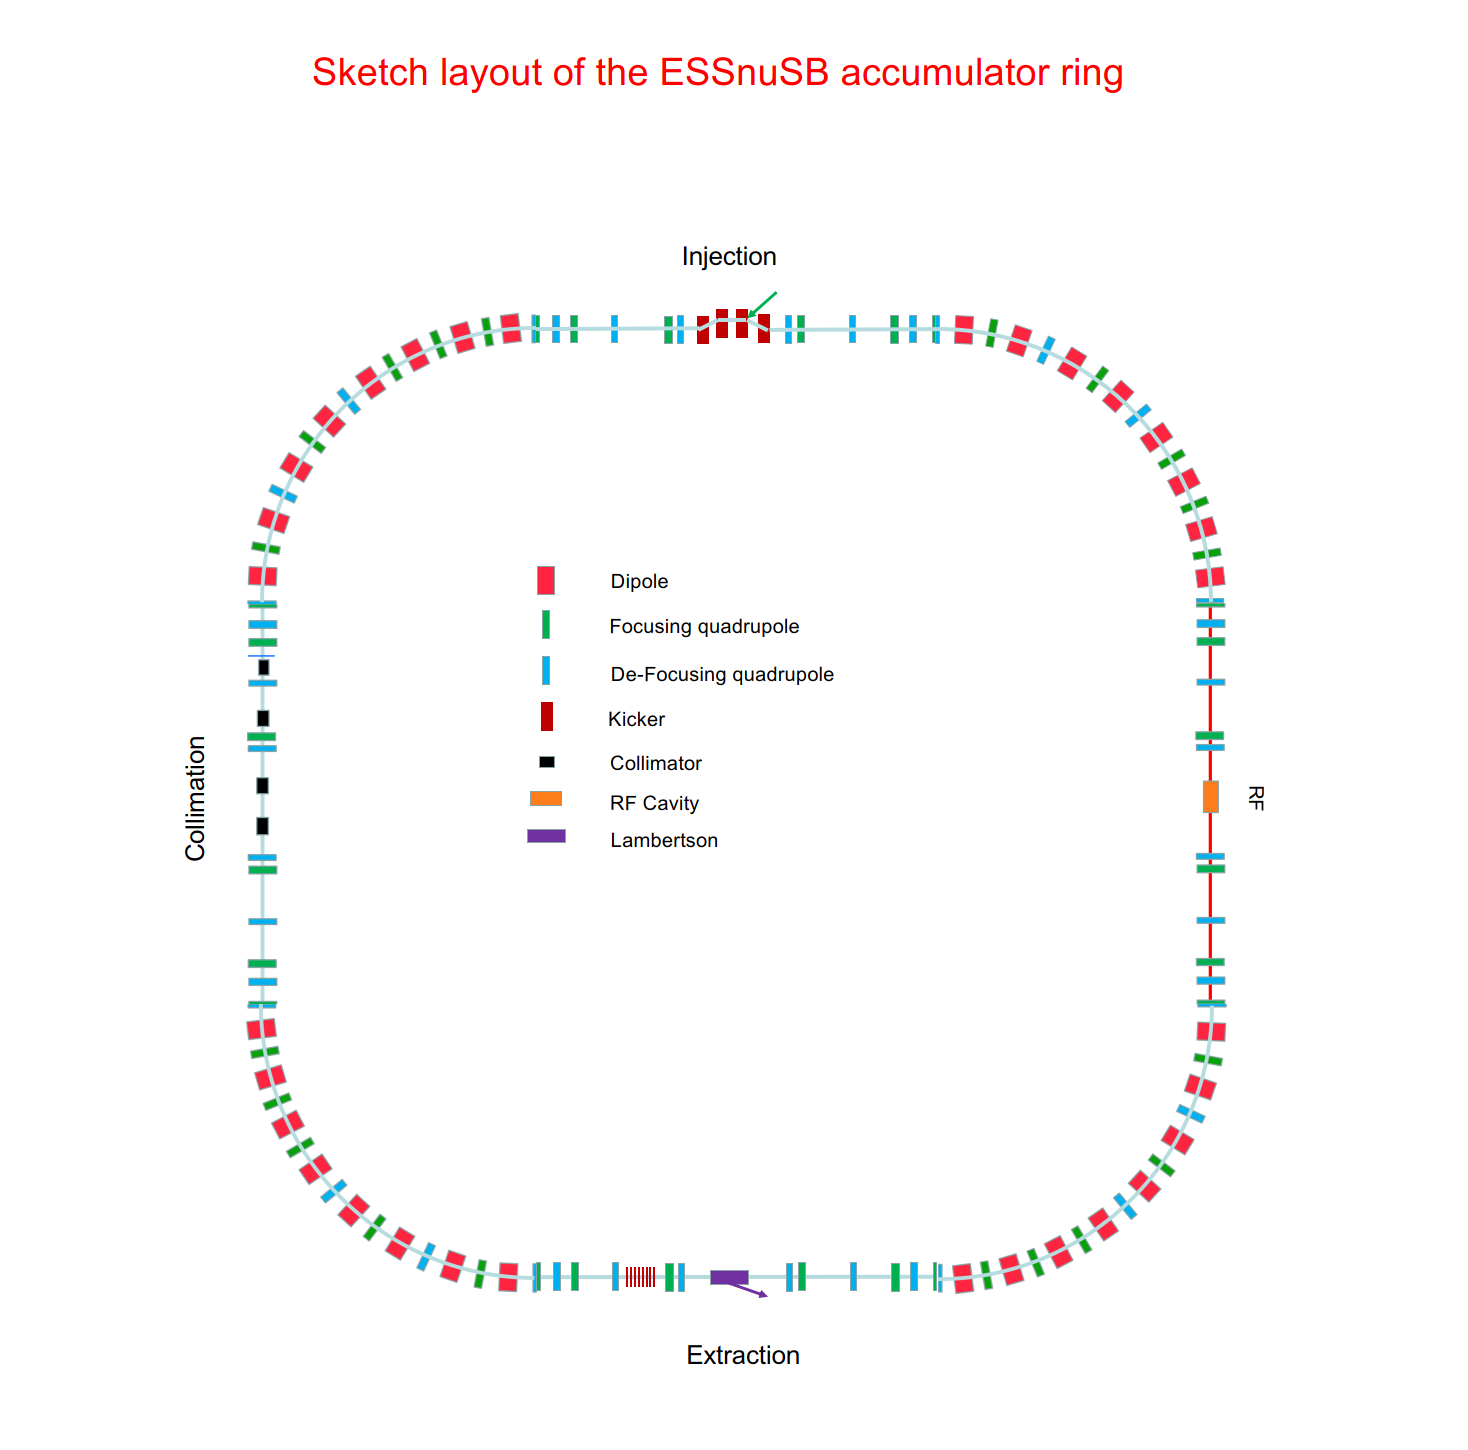 Sketch layout of the ESSnuSB accumulator ring
Injection
Dipole
Focusing quadrupole
De-Focusing quadrupole
Kicker
Collimator
RF Cavity
Lambertson
Collimation
RF
Extraction